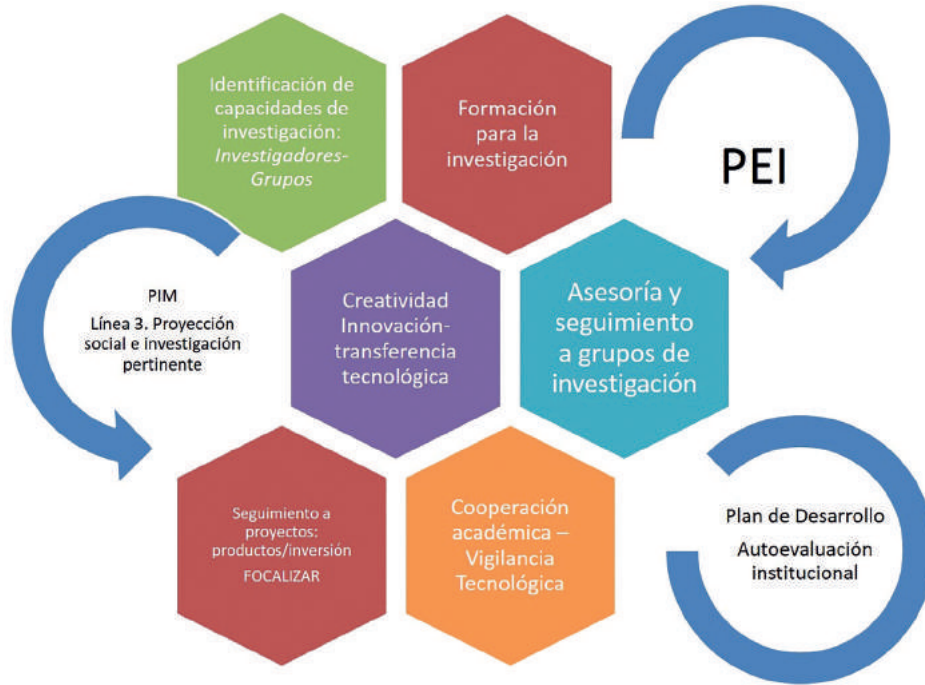 Identificación de
capacidades de
investigación:
Investigadores-
Grupos
Formación
para la
investigación
PEI
PIM
Línea 3. Proyección
social e investigación
pertinente
Creatividad
Innovación-
transferencia
tecnológica
Asesoría y
seguimiento
a grupos de
investigación
Seguimiento a
proyectos:
productos/inversión
FOCALIZAR
Cooperación
académica –
Vigilancia
Tecnológica
Plan de Desarrollo
Autoevaluación
institucional